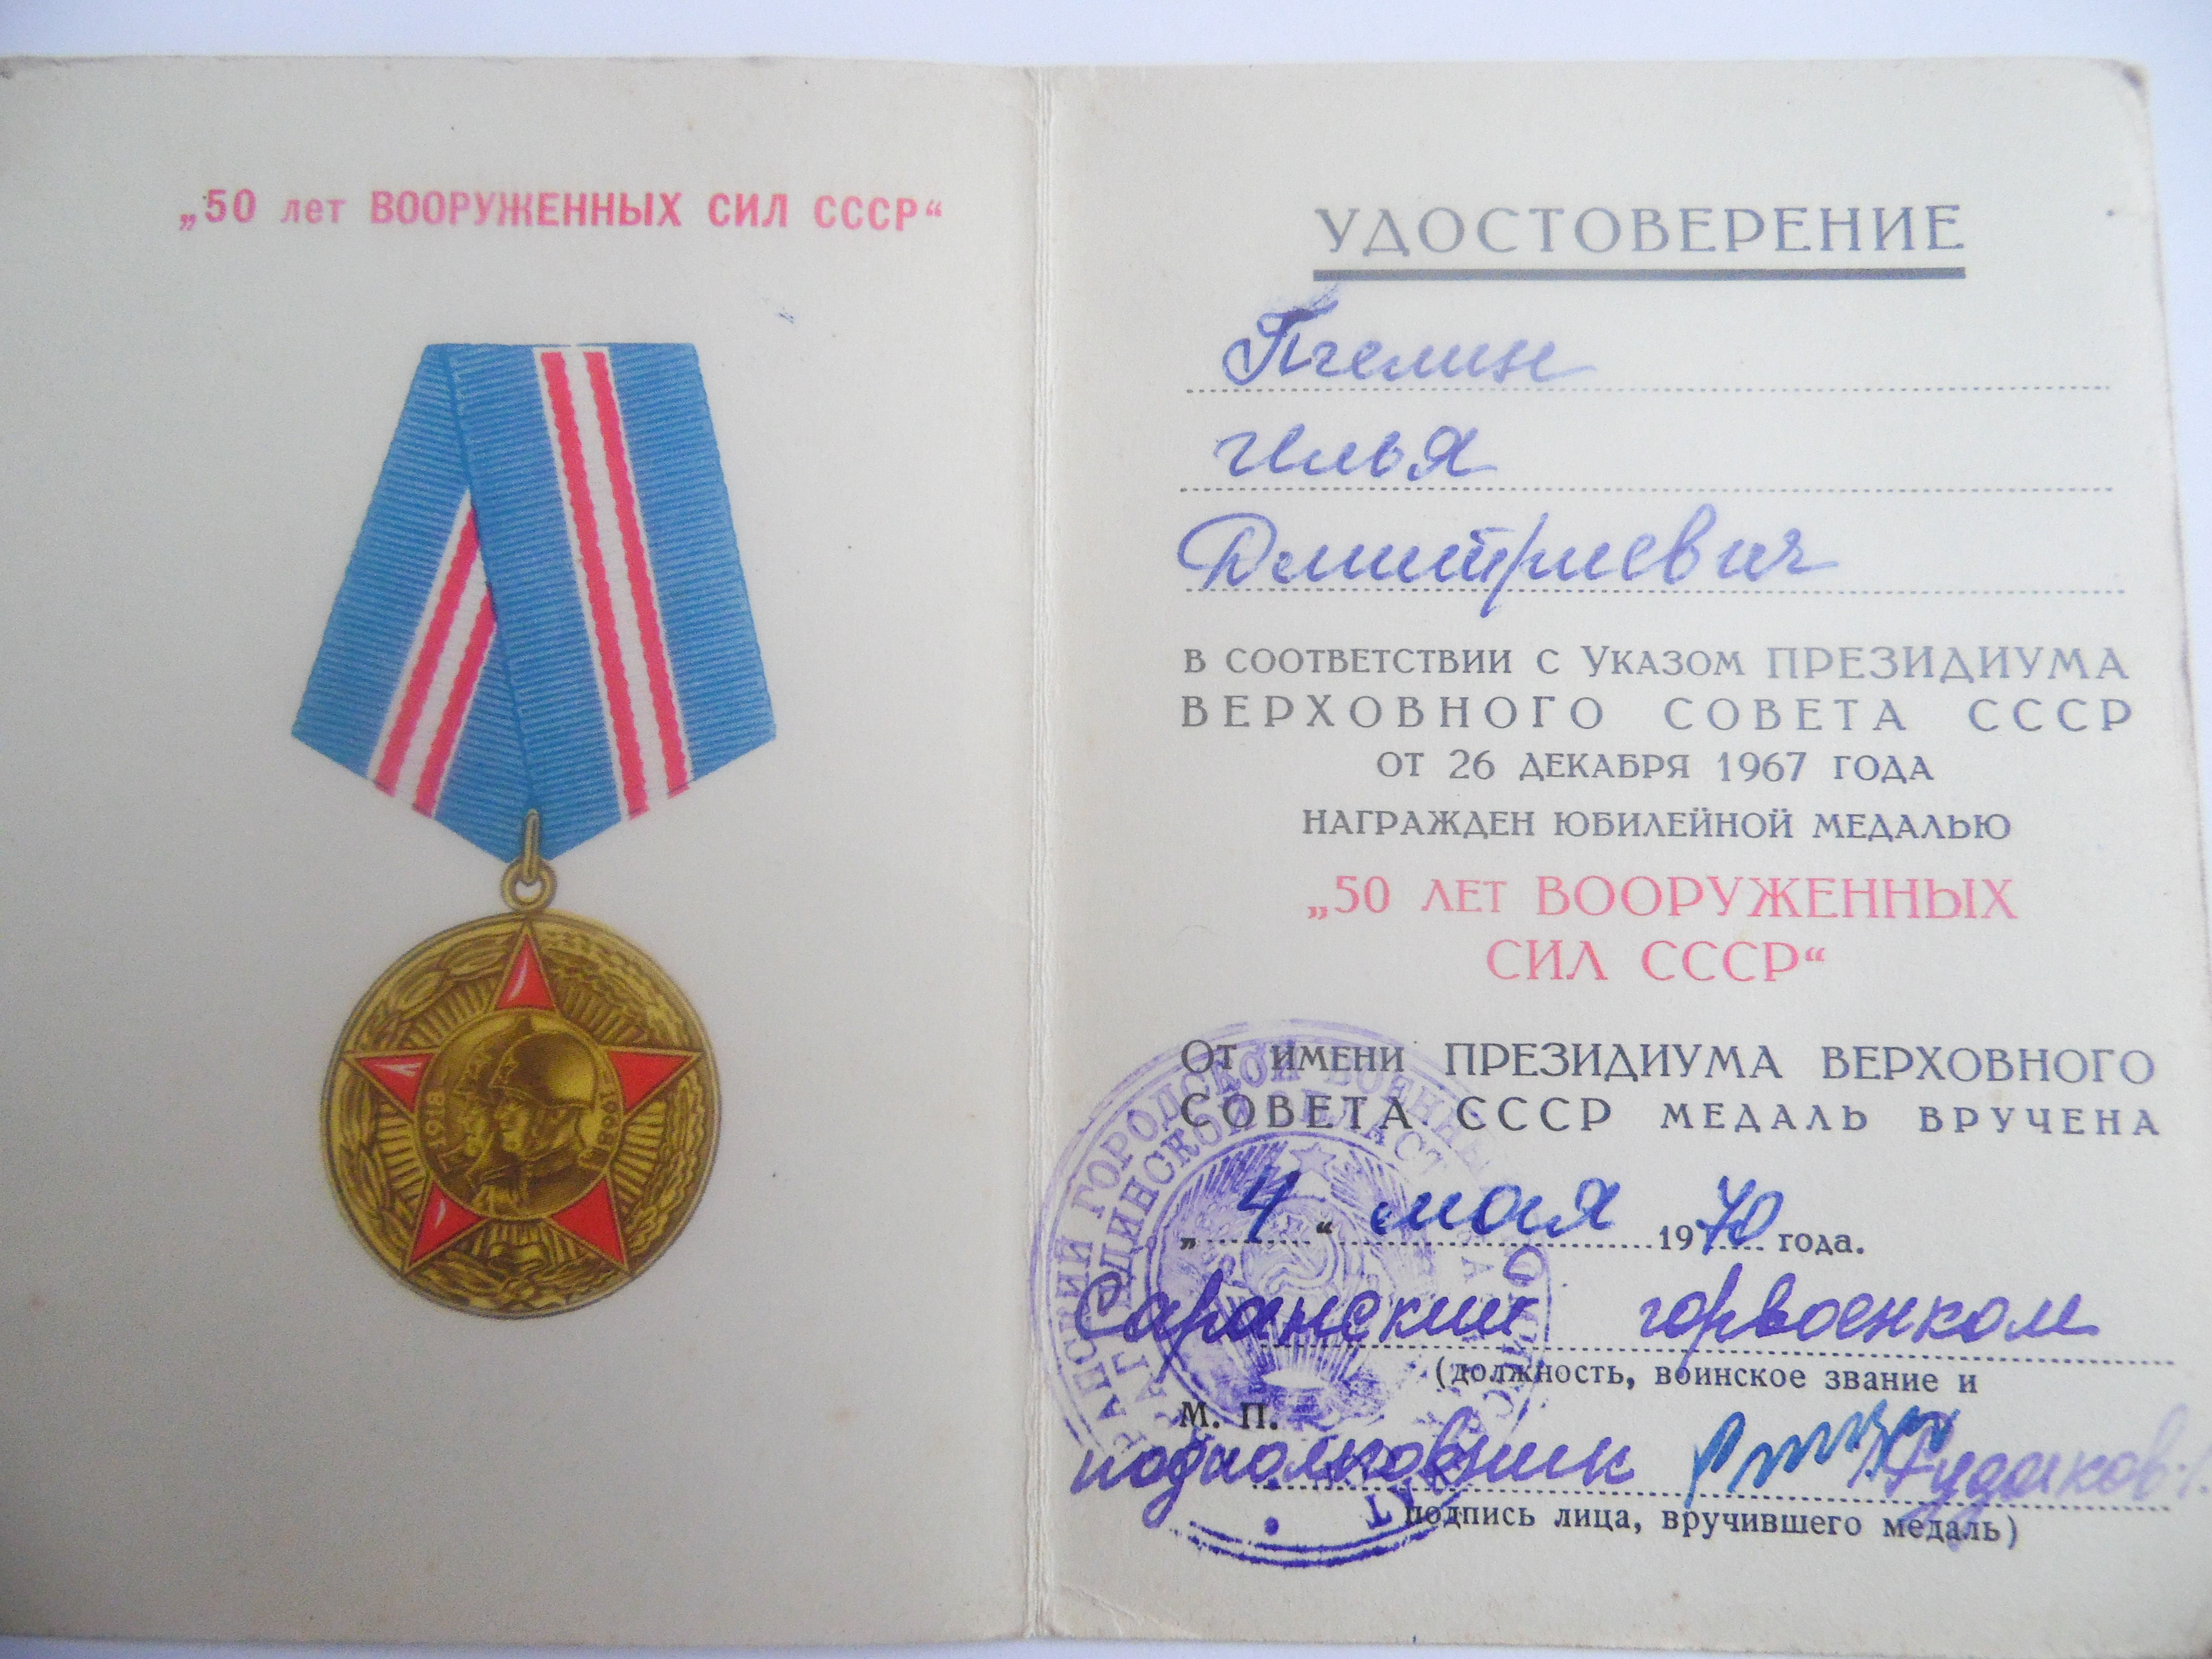 „50 лет ВООРУЖЕННЫХ СИЛ СССР“
1918
1968
УДОСТОВЕРЕНИЕ
Пчелин
Илья
Дмитриевич
в соответствии с Указом ПРЕЗИДИУМА
ВЕРХОВНОГО СОВЕТА СССР
от 26 декабря 1967 года
награжден юбилейной медалью
„50 лет ВООРУЖЕННЫХ
СИЛ СССР“
От имени ПРЕЗИДИУМА ВЕРХОВНОГО
СОВЕТА СССР медаль вручена
„4“ мая 1970 года.
Саранский горвоенком
(должность, воинское звание и
М. П.
подполковник
подпись лица, вручившего медаль)